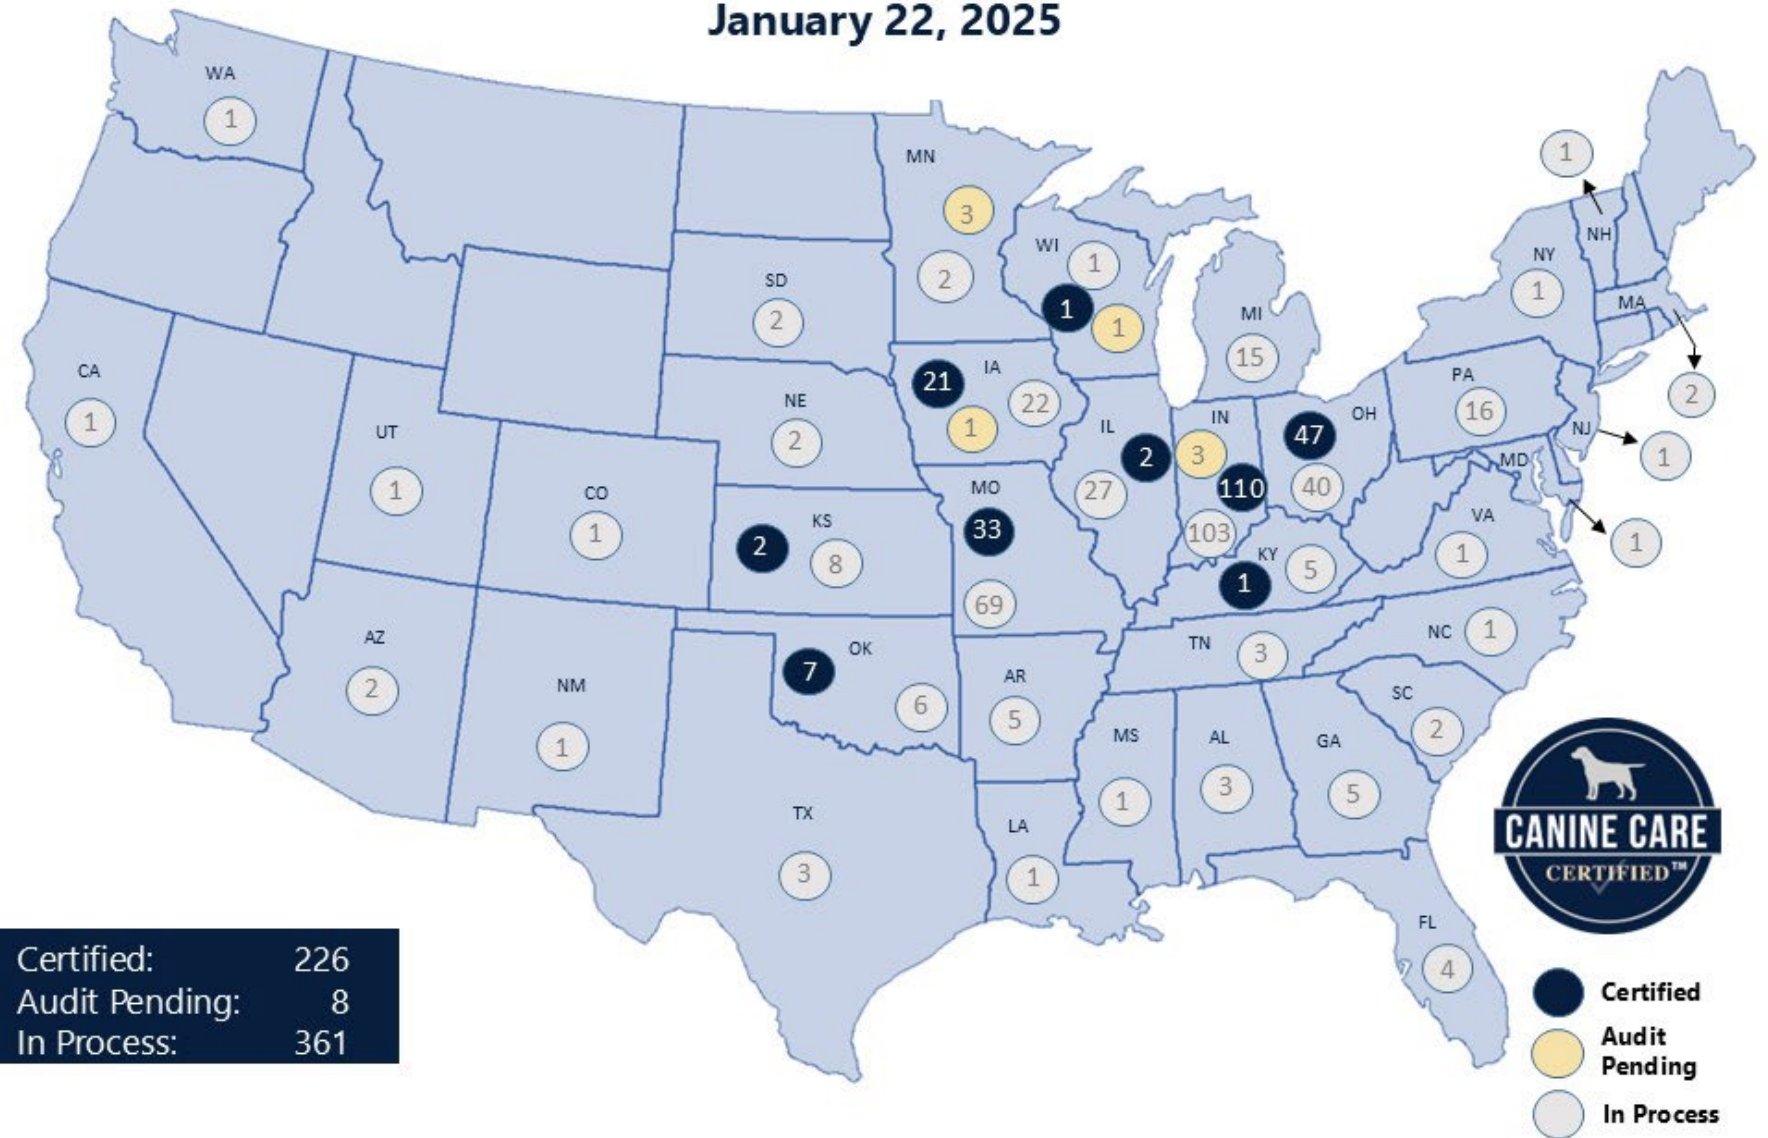 January 22, 2025
WA
1
MN
3
2
WI
1
1
1
1
NH
NY
1
MA
2
SD
2
MI
15
CA
1
IA
21
22
1
NE
2
PA
16
NJ
1
UT
1
IL
2
27
IN
3
110
103
OH
47
40
MD
1
CO
1
KS
2
8
MO
33
69
KY
1
5
VA
1
AZ
2
NM
1
OK
7
6
AR
5
TN
3
NC
1
SC
2
MS
1
AL
3
GA
5
TX
3
LA
1
FL
4
CANINE CARE
CERTIFIED™
Certified: 226
Audit Pending: 8
In Process: 361
Certified
Audit
Pending
In Process